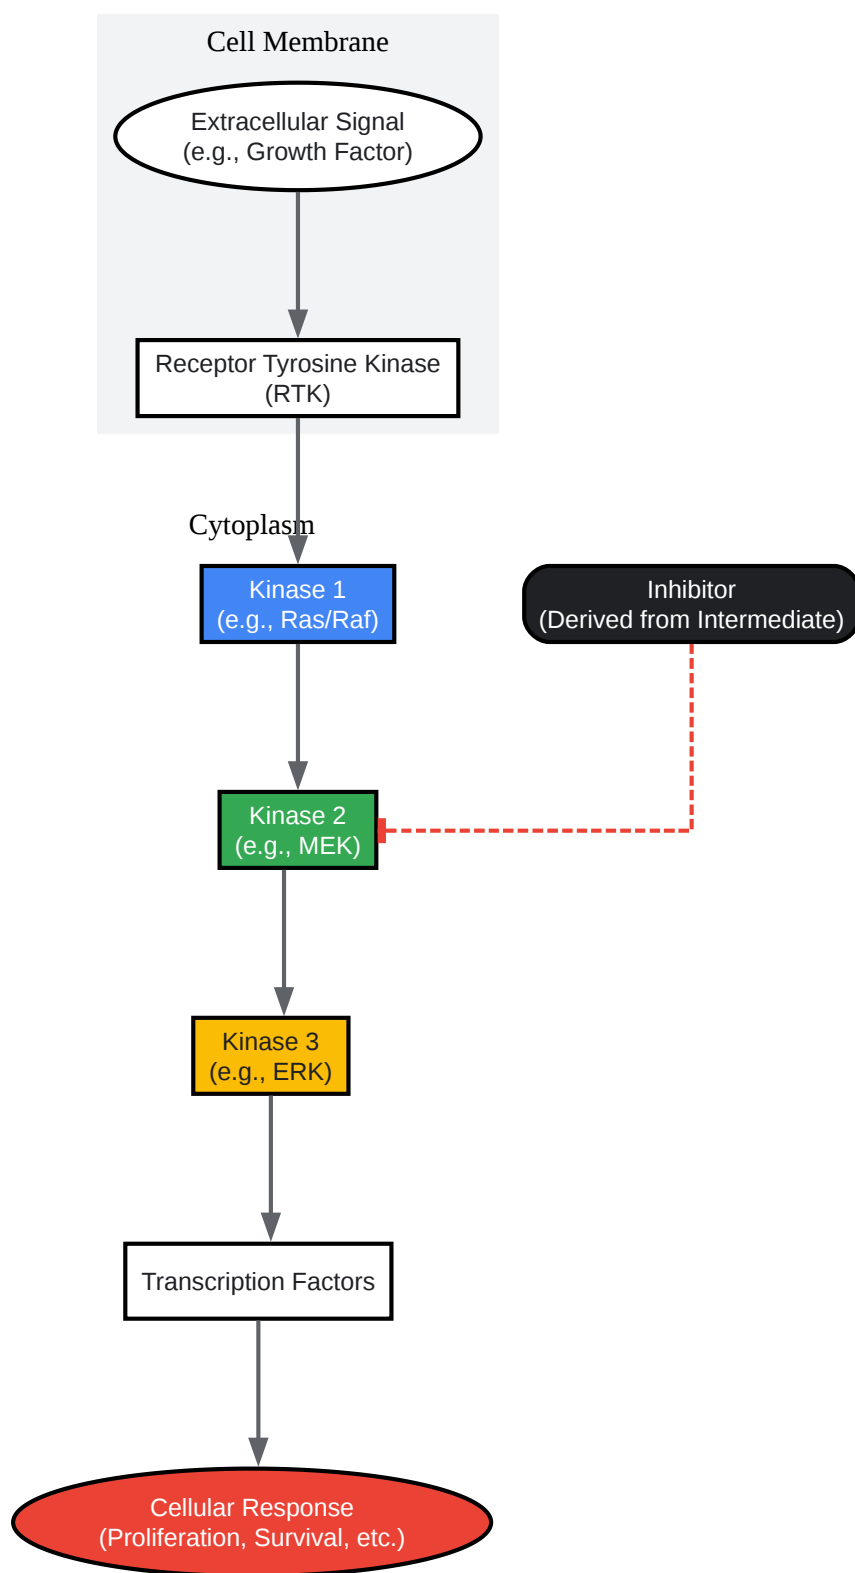 Cell Membrane
Extracellular Signal
(e.g., Growth Factor)
Receptor Tyrosine Kinase
(RTK)
Cytoplasm
Kinase 1
(e.g., Ras/Raf)
Inhibitor
(Derived from Intermediate)
Kinase 2
(e.g., MEK)
Kinase 3
(e.g., ERK)
Transcription Factors
Cellular Response
(Proliferation, Survival, etc.)